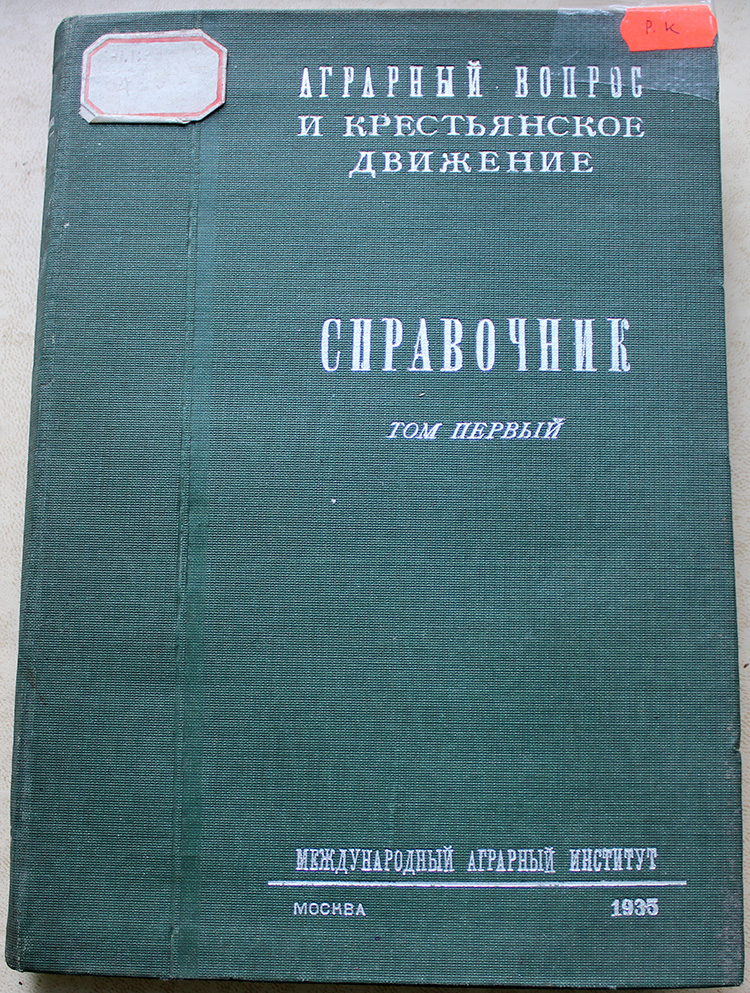 Р. К
АГРАРНЫЙ ВОПРОС
И КРЕСТЬЯНСКОЕ
ДВИЖЕНИЕ
СПРАВОЧНИК
ТОМ ПЕРВЫЙ
МЕЖДУНАРОДНЫЙ АГРАРНЫЙ ИНСТИТУТ
МОСКВА 1935